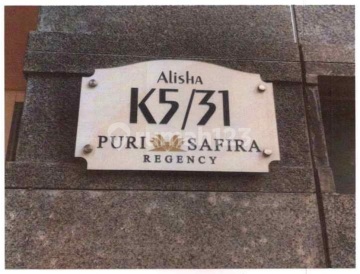 Alisha
K5/31
PURI SAFIRA
REGENCY